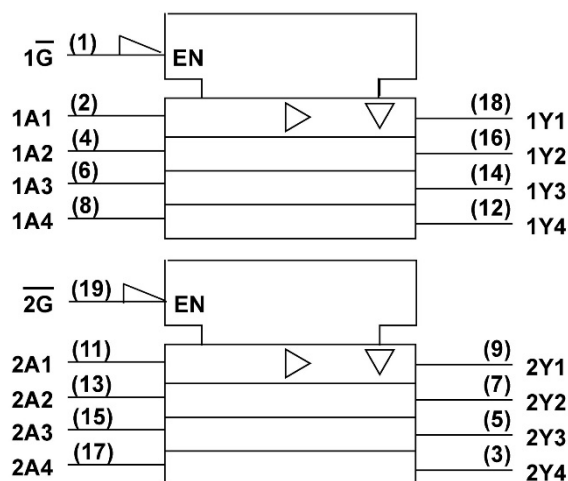 1G̅ (1) EN
1A1 (2) (18) 1Y1
1A2 (4) (16) 1Y2
1A3 (6) (14) 1Y3
1A4 (8) (12) 1Y4
2̅G̅ (19) EN
2A1 (11) (9) 2Y1
2A2 (13) (7) 2Y2
2A3 (15) (5) 2Y3
2A4 (17) (3) 2Y4